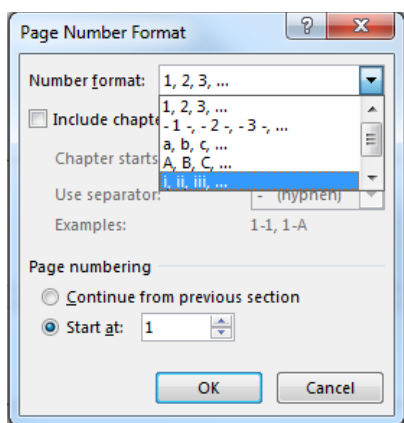 Page Number Format
Number format: 1, 2, 3, ...
1, 2, 3, ...
Include chapte
- 1 -, - 2 -, - 3 -, ...
a, b, c, ...
Chapter starts
A, B, C, ...
i, ii, iii, ...
Use separator: - (hyphen)
Examples: 1-1, 1-A
Page numbering
Continue from previous section
Start at: 1
OK Cancel